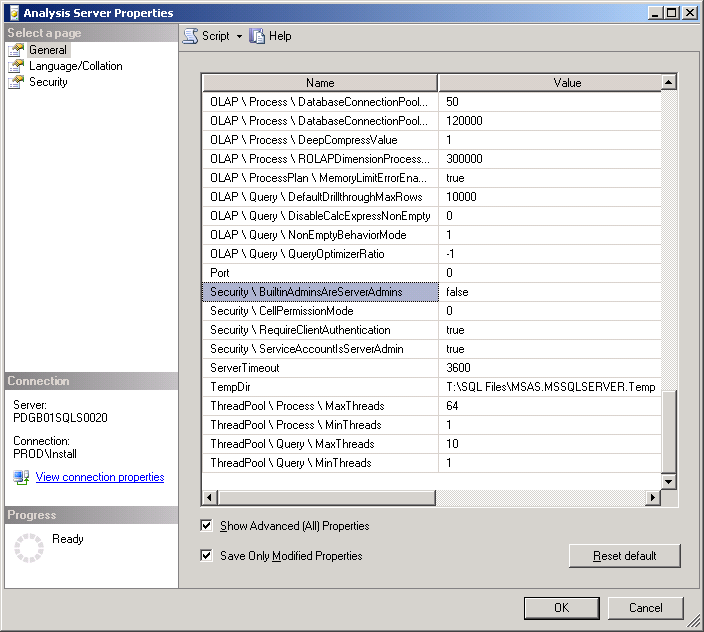 Analysis Server Properties
Select a page
General
Language/Collation
Security
Script
Help
Name Value
OLAP \ Process \ DatabaseConnectionPool... 50
OLAP \ Process \ DatabaseConnectionPool... 120000
OLAP \ Process \ DeepCompressValue 1
OLAP \ Process \ ROLAPDimensionProcess... 300000
OLAP \ ProcessPlan \ MemoryLimitErrorEna... true
OLAP \ Query \ DefaultDrillthroughMaxRows 10000
OLAP \ Query \ DisableCalcExpressNonEmpty 0
OLAP \ Query \ NonEmptyBehaviorMode 1
OLAP \ Query \ QueryOptimizerRatio -1
Port 0
Security \ BuiltinAdminsAreServerAdmins false
Security \ CellPermissionMode 0
Security \ RequireClientAuthentication true
Security \ ServiceAccountIsServerAdmin true
ServerTimeout 3600
TempDir T:\SQL Files\MSAS.MSSQLSERVER.Temp
ThreadPool \ Process \ MaxThreads 64
ThreadPool \ Process \ MinThreads 1
ThreadPool \ Query \ MaxThreads 10
ThreadPool \ Query \ MinThreads 1
Connection
Server:
PDGB01SQLS0020
Connection:
PROD\Install
View connection properties
Progress
Ready
Show Advanced (All) Properties
Save Only Modified Properties
Reset default
OK
Cancel